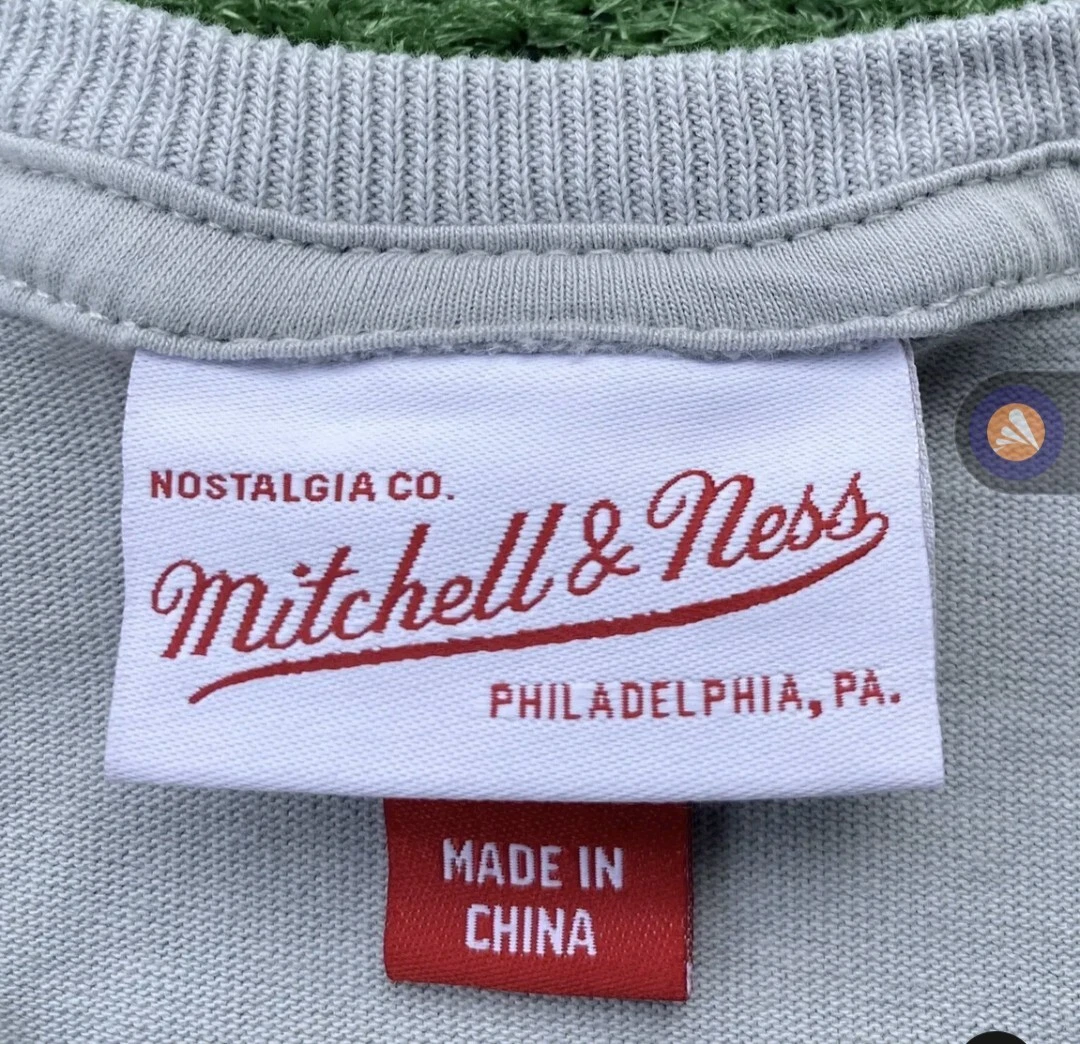 NOSTALGIA CO.
Mitchell & Ness
PHILADELPHIA, PA.
MADE IN
CHINA